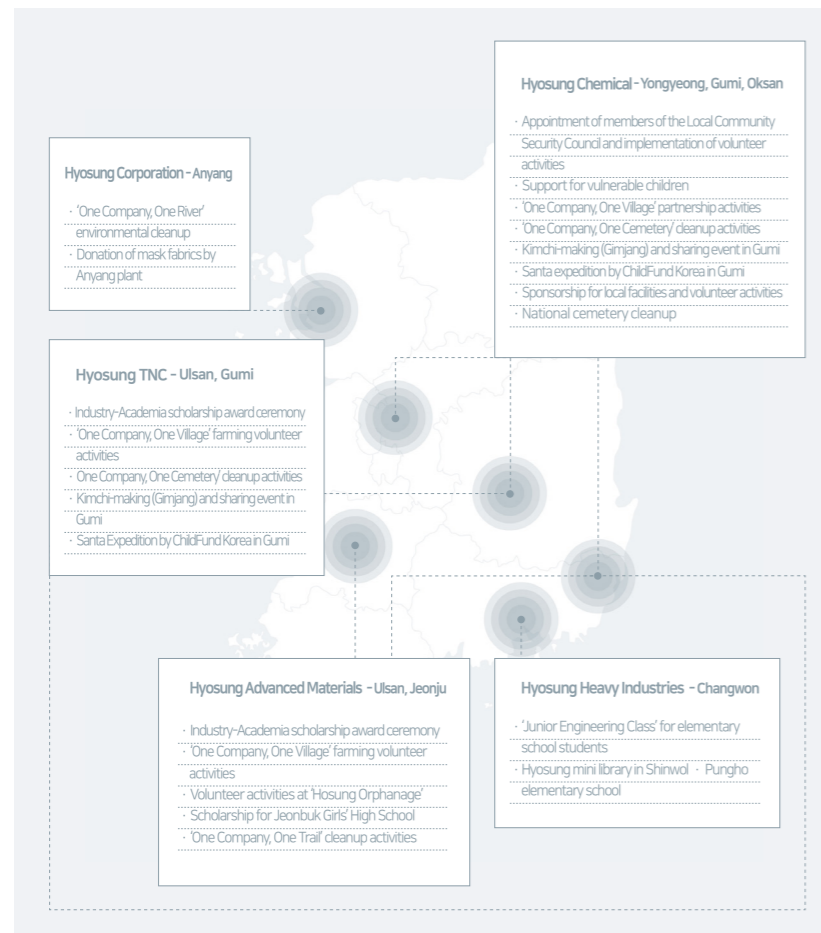 Hyosung Chemical - Yongyeong, Gumi, Oksan
· Appointment of members of the Local Community
Security Council and implementation of volunteer
activities
· Support for vulnerable children
· 'One Company, One Village' partnership activities
· 'One Company, One Cemetery' cleanup activities
· Kimchi-making (Gimjang) and sharing event in Gumi
· Santa expedition by ChildFund Korea in Gumi
· Sponsorship for local facilities and volunteer activities
· National cemetery cleanup
Hyosung Corporation - Anyang
· 'One Company, One River'
environmental cleanup
· Donation of mask fabrics by
Anyang plant
Hyosung TNC - Ulsan, Gumi
· Industry-Academia scholarship award ceremony
· 'One Company, One Village' farming volunteer
activities
· One Company, One Cemetery' cleanup activities
· Kimchi-making (Gimjang) and sharing event in
Gumi
· Santa Expedition by ChildFund Korea in Gumi
Hyosung Advanced Materials - Ulsan, Jeonju
· Industry-Academia scholarship award ceremony
· 'One Company, One Village' farming volunteer
activities
· Volunteer activities at 'Hosung Orphanage'
· Scholarship for Jeonbuk Girls' High School
· 'One Company, One Trail' cleanup activities
Hyosung Heavy Industries - Changwon
· 'Junior Engineering Class' for elementary
school students
· Hyosung mini library in Shinwol · Pungho
elementary school